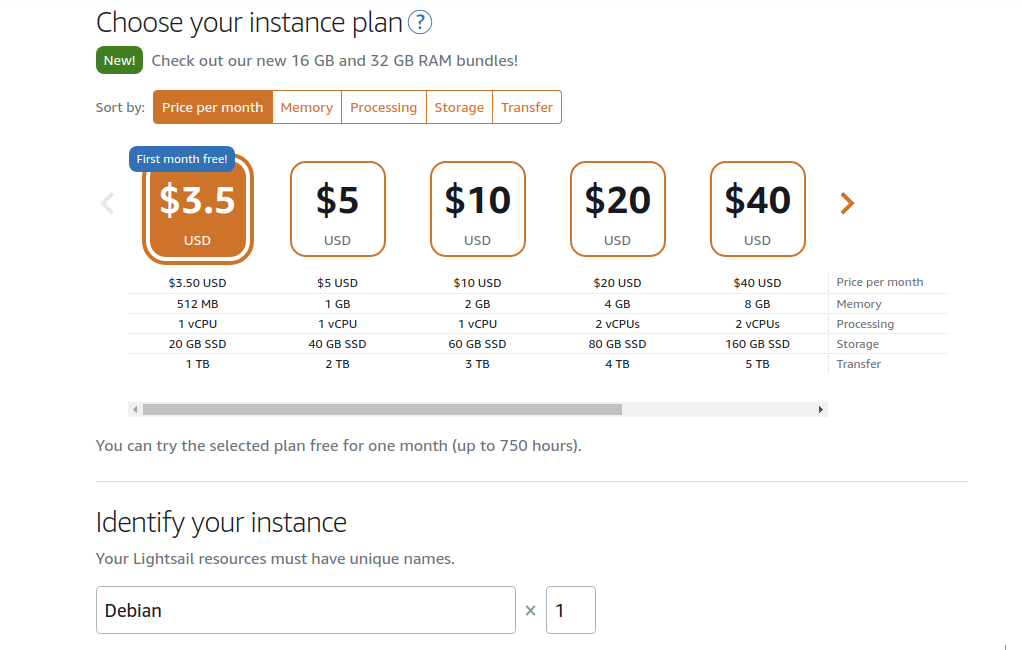 Choose your instance plan ?
New! Check out our new 16 GB and 32 GB RAM bundles!
Sort by: Price per month Memory Processing Storage Transfer
First month free!
$3.5 $5 $10 $20 $40
USD USD USD USD USD
$3.50 USD $5 USD $10 USD $20 USD $40 USD Price per month
512 MB 1 GB 2 GB 4 GB 8 GB Memory
1 vCPU 1 vCPU 1 vCPU 2 vCPUs 2 vCPUs Processing
20 GB SSD 40 GB SSD 60 GB SSD 80 GB SSD 160 GB SSD Storage
1 TB 2 TB 3 TB 4 TB 5 TB Transfer
You can try the selected plan free for one month (up to 750 hours).
Identify your instance
Your Lightsail resources must have unique names.
Debian × 1